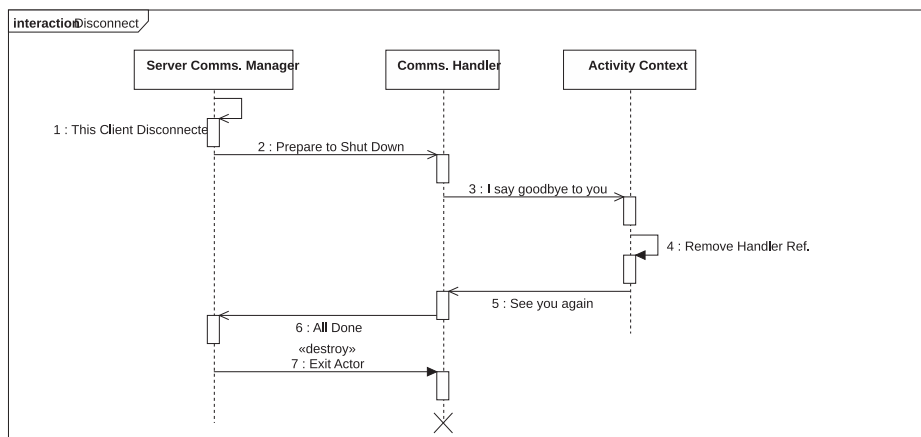 interaction Disconnect
Server Comms. Manager
Comms. Handler
Activity Context
1 : This Client Disconnecte
2 : Prepare to Shut Down
3 : I say goodbye to you
4 : Remove Handler Ref.
5 : See you again
6 : All Done
«destroy»
7 : Exit Actor